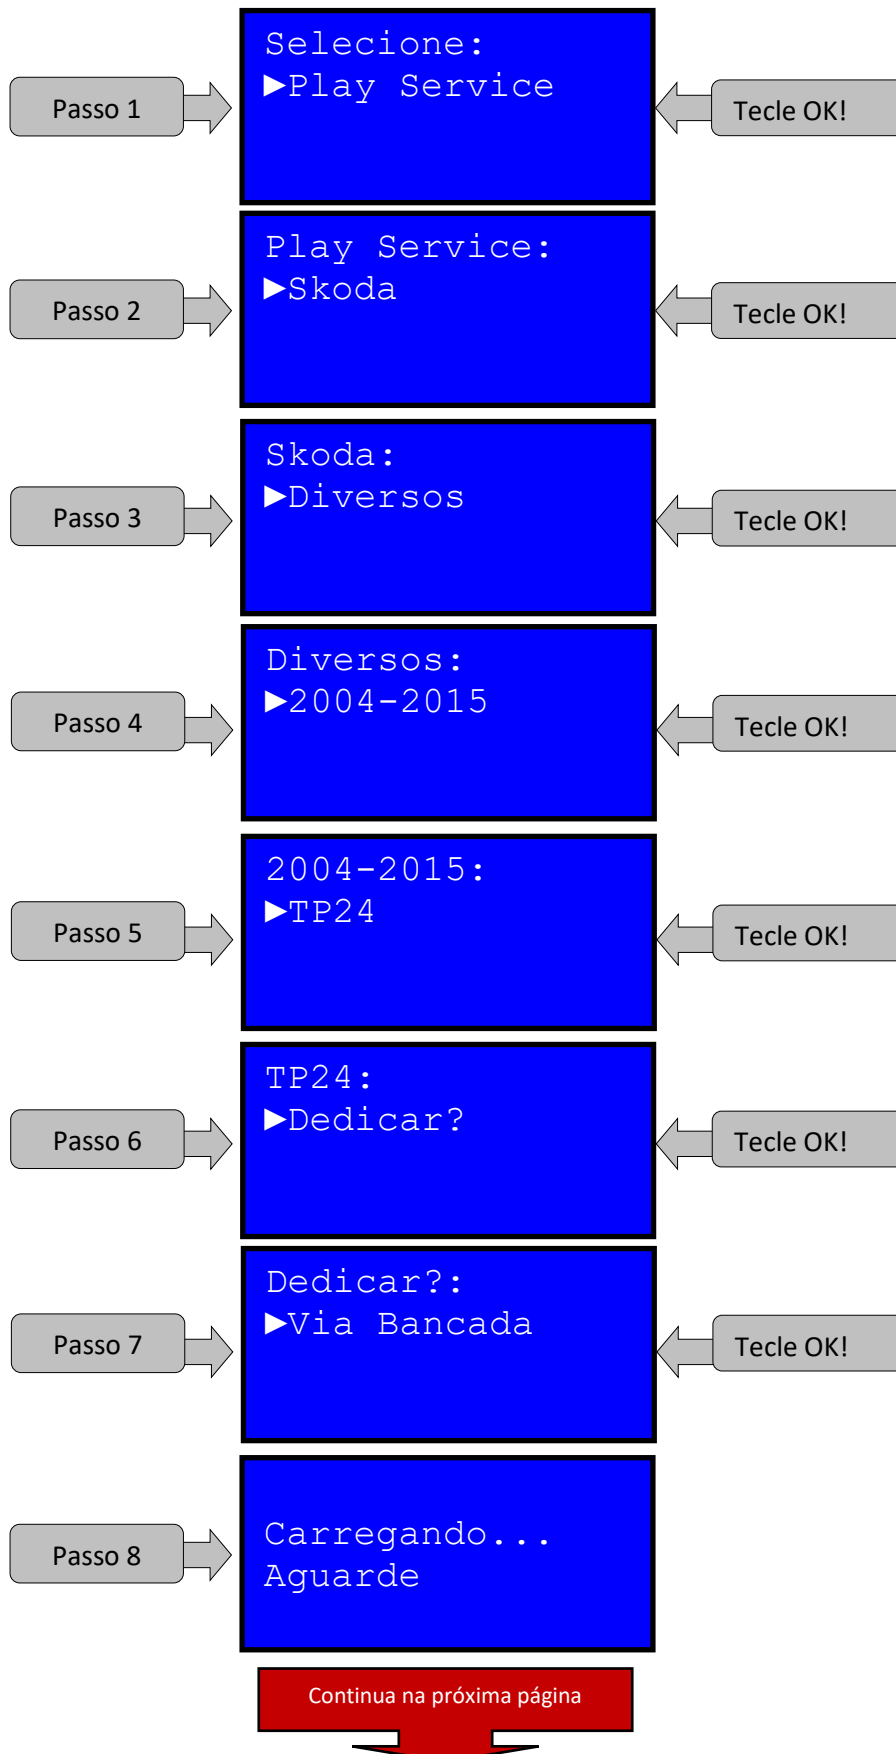 Selecione:
►Play Service
Passo 1
Tecle OK!
Play Service:
►Skoda
Passo 2
Tecle OK!
Skoda:
►Diversos
Passo 3
Tecle OK!
Diversos:
►2004-2015
Passo 4
Tecle OK!
2004-2015:
►TP24
Passo 5
Tecle OK!
TP24:
►Dedicar?
Passo 6
Tecle OK!
Dedicar?:
►Via Bancada
Passo 7
Tecle OK!
Carregando...
Aguarde
Passo 8
Continua na próxima página